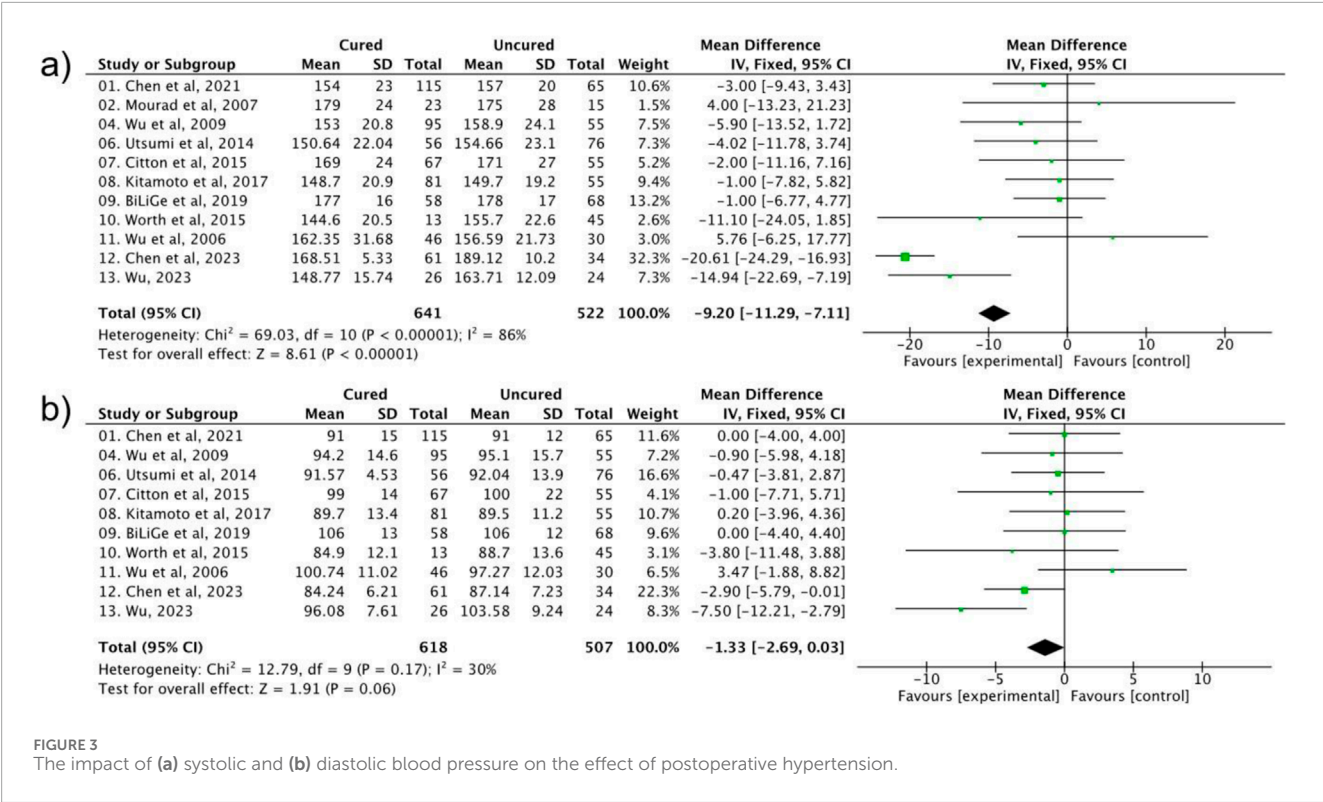 a)
Cured Uncured Mean Difference Mean Difference
Study or Subgroup Mean SD Total Mean SD Total Weight IV, Fixed, 95% CI IV, Fixed, 95% CI
01. Chen et al, 2021 154 23 115 157 20 65 10.6% −3.00 [−9.43, 3.43]
02. Mourad et al, 2007 179 24 23 175 28 15 1.5% 4.00 [−13.23, 21.23]
04. Wu et al, 2009 153 20.8 95 158.9 24.1 55 7.5% −5.90 [−13.52, 1.72]
06. Utsumi et al, 2014 150.64 22.04 56 154.66 23.1 76 7.3% −4.02 [−11.78, 3.74]
07. Citton et al, 2015 169 24 67 171 27 55 5.2% −2.00 [−11.16, 7.16]
08. Kitamoto et al, 2017 148.7 20.9 81 149.7 19.2 55 9.4% −1.00 [−7.82, 5.82]
09. BiLiGe et al, 2019 177 16 58 178 17 68 13.2% −1.00 [−6.77, 4.77]
10. Worth et al, 2015 144.6 20.5 13 155.7 22.6 45 2.6% −11.10 [−24.05, 1.85]
11. Wu et al, 2006 162.35 31.68 46 156.59 21.73 30 3.0% 5.76 [−6.25, 17.77]
12. Chen et al, 2023 168.51 5.33 61 189.12 10.2 34 32.3% −20.61 [−24.29, −16.93]
13. Wu, 2023 148.77 15.74 26 163.71 12.09 24 7.3% −14.94 [−22.69, −7.19]
Total (95% CI) 641 522 100.0% −9.20 [−11.29, −7.11]
Heterogeneity: Chi² = 69.03, df = 10 (P < 0.00001); I² = 86%
Test for overall effect: Z = 8.61 (P < 0.00001)
−20 −10 0 10 20
Favours [experimental] Favours [control]
b)
Cured Uncured Mean Difference Mean Difference
Study or Subgroup Mean SD Total Mean SD Total Weight IV, Fixed, 95% CI IV, Fixed, 95% CI
01. Chen et al, 2021 91 15 115 91 12 65 11.6% 0.00 [−4.00, 4.00]
04. Wu et al, 2009 94.2 14.6 95 95.1 15.7 55 7.2% −0.90 [−5.98, 4.18]
06. Utsumi et al, 2014 91.57 4.53 56 92.04 13.9 76 16.6% −0.47 [−3.81, 2.87]
07. Citton et al, 2015 99 14 67 100 22 55 4.1% −1.00 [−7.71, 5.71]
08. Kitamoto et al, 2017 89.7 13.4 81 89.5 11.2 55 10.7% 0.20 [−3.96, 4.36]
09. BiLiGe et al, 2019 106 13 58 106 12 68 9.6% 0.00 [−4.40, 4.40]
10. Worth et al, 2015 84.9 12.1 13 88.7 13.6 45 3.1% −3.80 [−11.48, 3.88]
11. Wu et al, 2006 100.74 11.02 46 97.27 12.03 30 6.5% 3.47 [−1.88, 8.82]
12. Chen et al, 2023 84.24 6.21 61 87.14 7.23 34 22.3% −2.90 [−5.79, −0.01]
13. Wu, 2023 96.08 7.61 26 103.58 9.24 24 8.3% −7.50 [−12.21, −2.79]
Total (95% CI) 618 507 100.0% −1.33 [−2.69, 0.03]
Heterogeneity: Chi² = 12.79, df = 9 (P = 0.17); I² = 30%
Test for overall effect: Z = 1.91 (P = 0.06)
−10 −5 0 5 10
Favours [experimental] Favours [control]
FIGURE 3
The impact of (a) systolic and (b) diastolic blood pressure on the effect of postoperative hypertension.